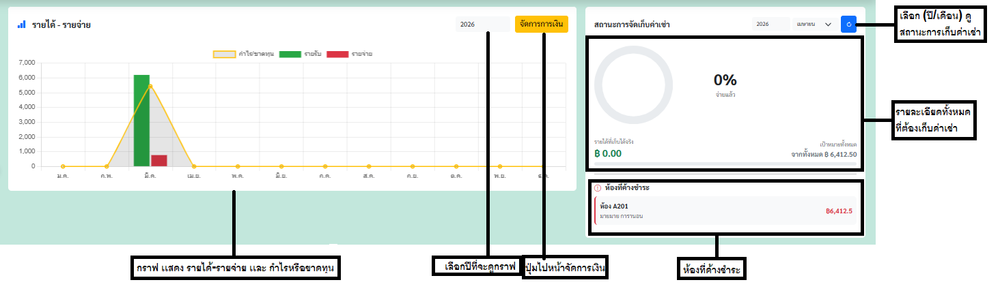 รายได้ - รายจ่าย
2026
จัดการการเงิน
กำไร/ขาดทุน รายรับ รายจ่าย
7,000
6,000
5,000
4,000
3,000
2,000
1,000
0
ม.ค. ก.พ. มี.ค. เม.ย. พ.ค. มิ.ย. ก.ค. ส.ค. ก.ย. ต.ค. พ.ย. ธ.ค.
สถานะการจัดเก็บค่าเช่า
2026 เมษายน
0%
จ่ายแล้ว
รายได้ที่เก็บได้จริง
฿ 0.00
เป้าหมายทั้งหมด
จากทั้งหมด ฿ 6,412.50
ห้องที่ค้างชำระ
ห้อง A201
มายมาย การานอน
฿6,412.5
เลือก (ปี/เดือน) ดู
สถานะการเก็บค่าเช่า
รายละเอียดทั้งหมด
ที่ต้องเก็บค่าเช่า
กราฟ แสดง รายได้-รายจ่าย และ กำไรหรือขาดทุน
เลือกปีที่จะดูกราฟ
ปุ่มไปหน้าจัดการเงิน
ห้องที่ค้างชำระ